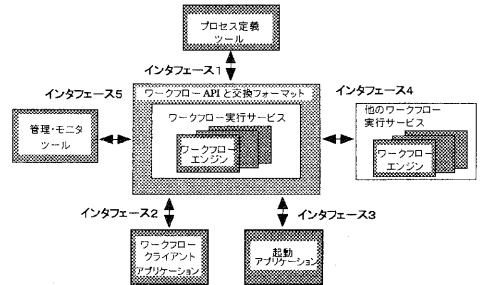 プロセス定義
ツール
インタフェース1
インタフェース5
ワークフローAPIと交換フォーマット
インタフェース4
ワークフロー実行サービス
他のワークフロー
実行サービス
管理・モニタ
ツール
ワークフロー
エンジン
ワークフロー
エンジン
インタフェース2
インタフェース3
ワークフロー
クライアント
アプリケーション
起動
アプリケーション